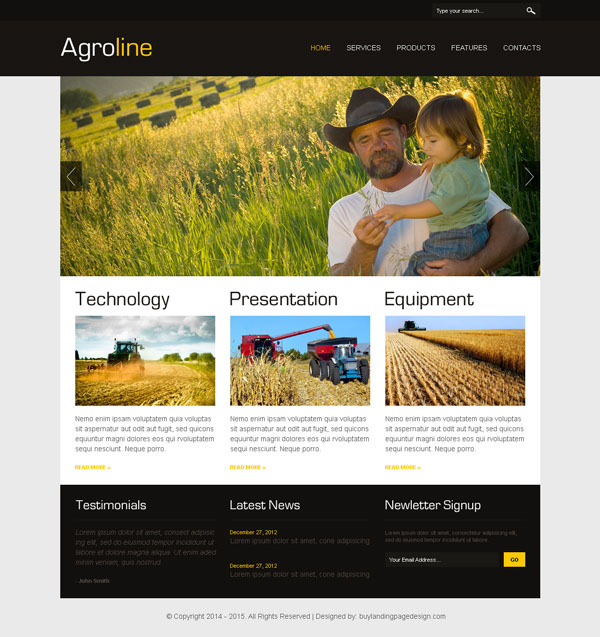 Type your search...
Agroline
HOME SERVICES PRODUCTS FEATURES CONTACTS
Technology
Presentation
Equipment
Nemo enim ipsam voluptatem quia voluptas
sit aspernatur aut odit aut fugit, sed quicons
equuntur magni dolores eos qui rvoluptatem
sequi nesciunt. Neque porro.
READ MORE »
Nemo enim ipsam voluptatem quia voluptas
sit aspernatur aut odit aut fugit, sed quicons
equuntur magni dolores eos qui rvoluptatem
sequi nesciunt. Neque porro.
READ MORE »
Nemo enim ipsam voluptatem quia voluptas
sit aspernatur aut odit aut fugit, sed quicons
equuntur magni dolores eos qui rvoluptatem
sequi nesciunt. Neque porro.
READ MORE »
Testimonials
Lorem ipsum dolor sit amet, consect adipisic
ing elit, sed do eiusmod tempor incididunt ut
labore et dolore magna aliqua. Ut enim aded
minim veniam, quis nostrud.
- John Smith
Latest News
December 27, 2012
Lorem ipsum dolor sit amet, cone adipisicing
December 27, 2012
Lorem ipsum dolor sit amet, cone adipisicing
Newletter Signup
Lorem ipsum dolor sit amet, consectetur adipisicing elit,
sed do eiusmod tempor incididunt ut labore.
Your Email Address...
GO
© Copyright 2014 - 2015. All Rights Reserved | Designed by: buylandingpagedesign.com